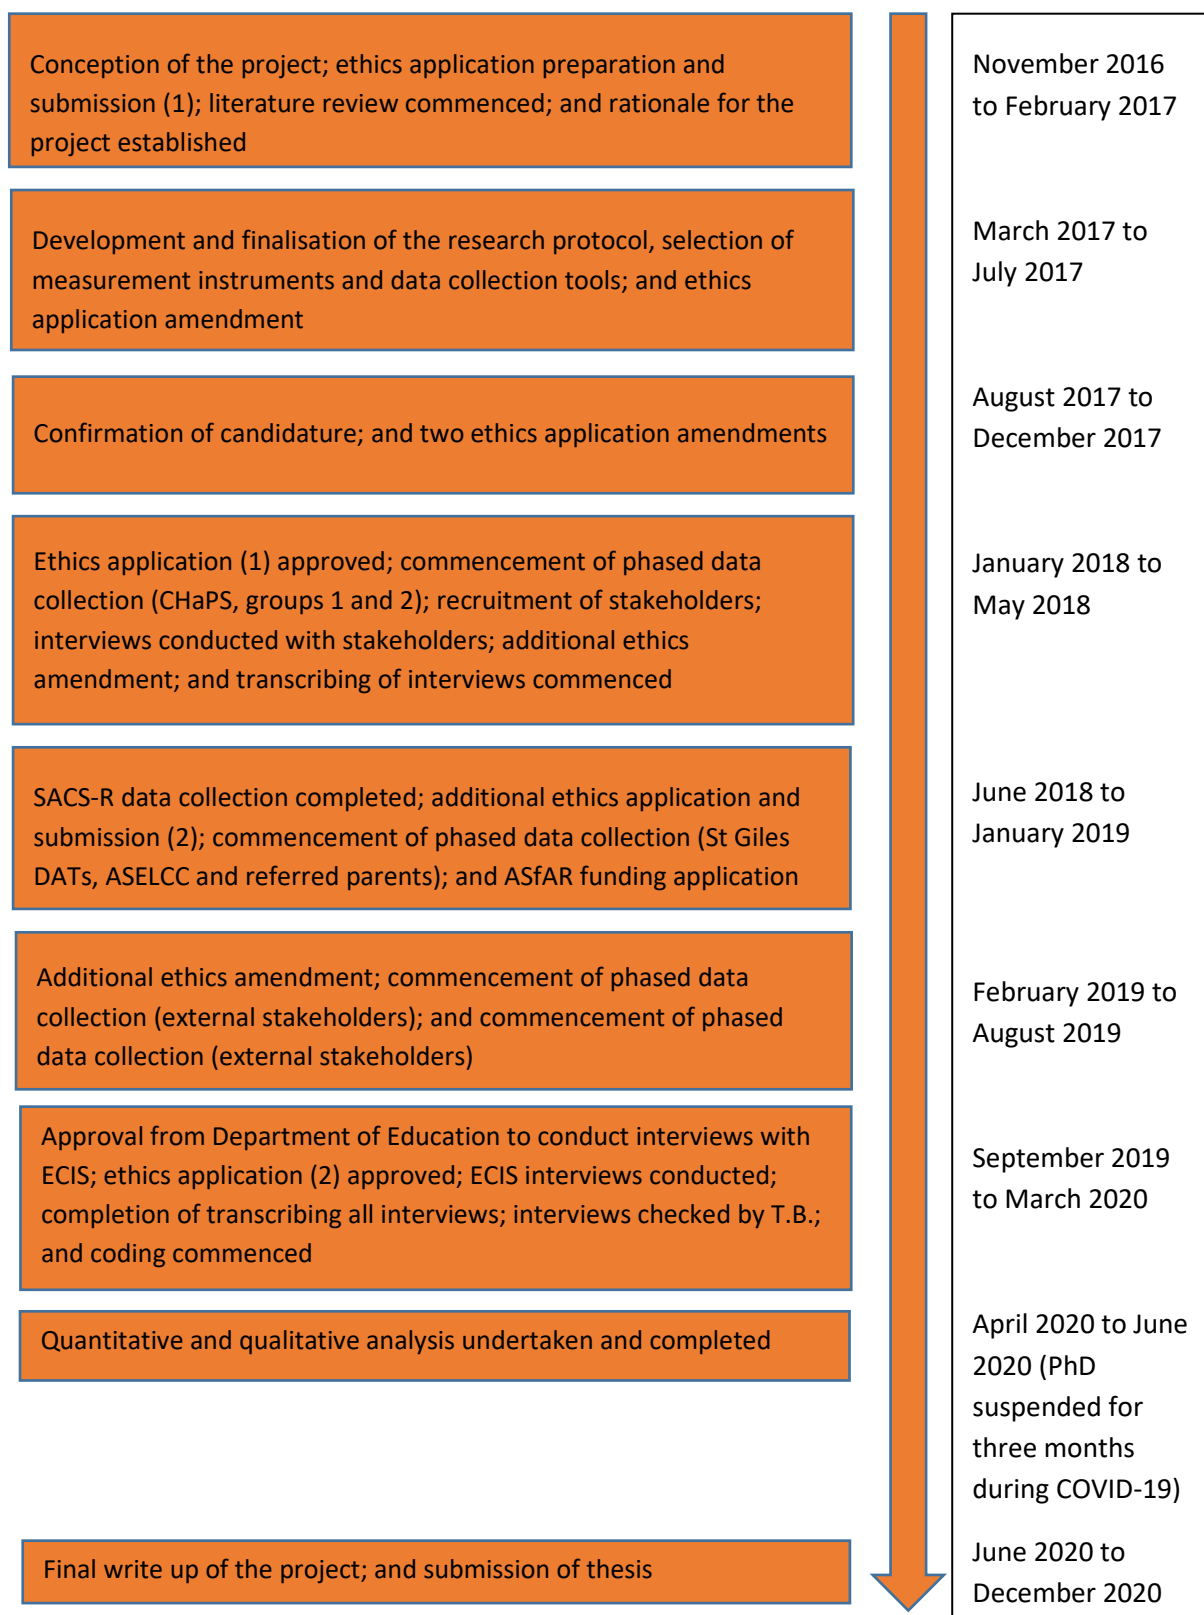 Conception of the project; ethics application preparation and
submission (1); literature review commenced; and rationale for the
project established
November 2016
to February 2017
Development and finalisation of the research protocol, selection of
measurement instruments and data collection tools; and ethics
application amendment
March 2017 to
July 2017
Confirmation of candidature; and two ethics application amendments
August 2017 to
December 2017
Ethics application (1) approved; commencement of phased data
collection (CHaPS, groups 1 and 2); recruitment of stakeholders;
interviews conducted with stakeholders; additional ethics
amendment; and transcribing of interviews commenced
January 2018 to
May 2018
SACS-R data collection completed; additional ethics application and
submission (2); commencement of phased data collection (St Giles
DATs, ASELCC and referred parents); and ASfAR funding application
June 2018 to
January 2019
Additional ethics amendment; commencement of phased data
collection (external stakeholders); and commencement of phased
data collection (external stakeholders)
February 2019 to
August 2019
Approval from Department of Education to conduct interviews with
ECIS; ethics application (2) approved; ECIS interviews conducted;
completion of transcribing all interviews; interviews checked by T.B.;
and coding commenced
September 2019
to March 2020
Quantitative and qualitative analysis undertaken and completed
April 2020 to June
2020 (PhD
suspended for
three months
during COVID-19)
Final write up of the project; and submission of thesis
June 2020 to
December 2020